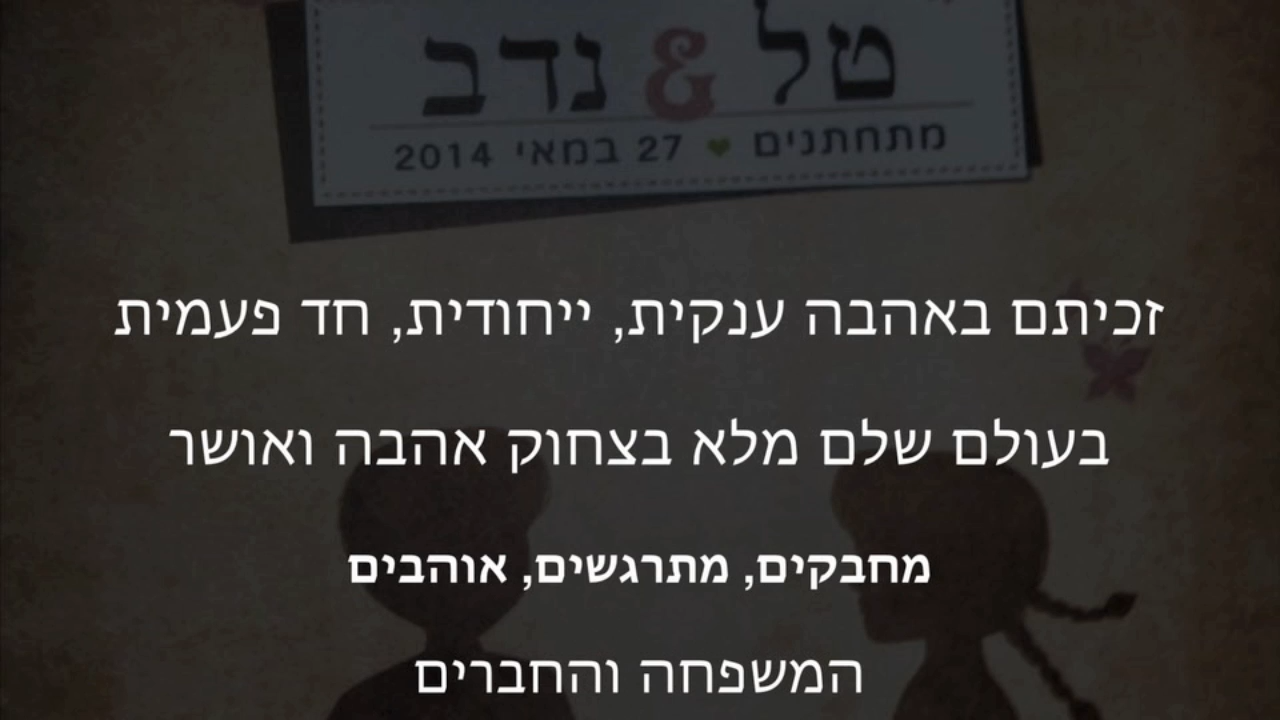 טל & נדב
מתחתנים 27 במאי 2014
זכיתם באהבה ענקית, ייחודית, חד פעמית
בעולם שלם מלא בצחוק אהבה ואושר
מחבקים, מתרגשים, אוהבים
המשפחה והחברים